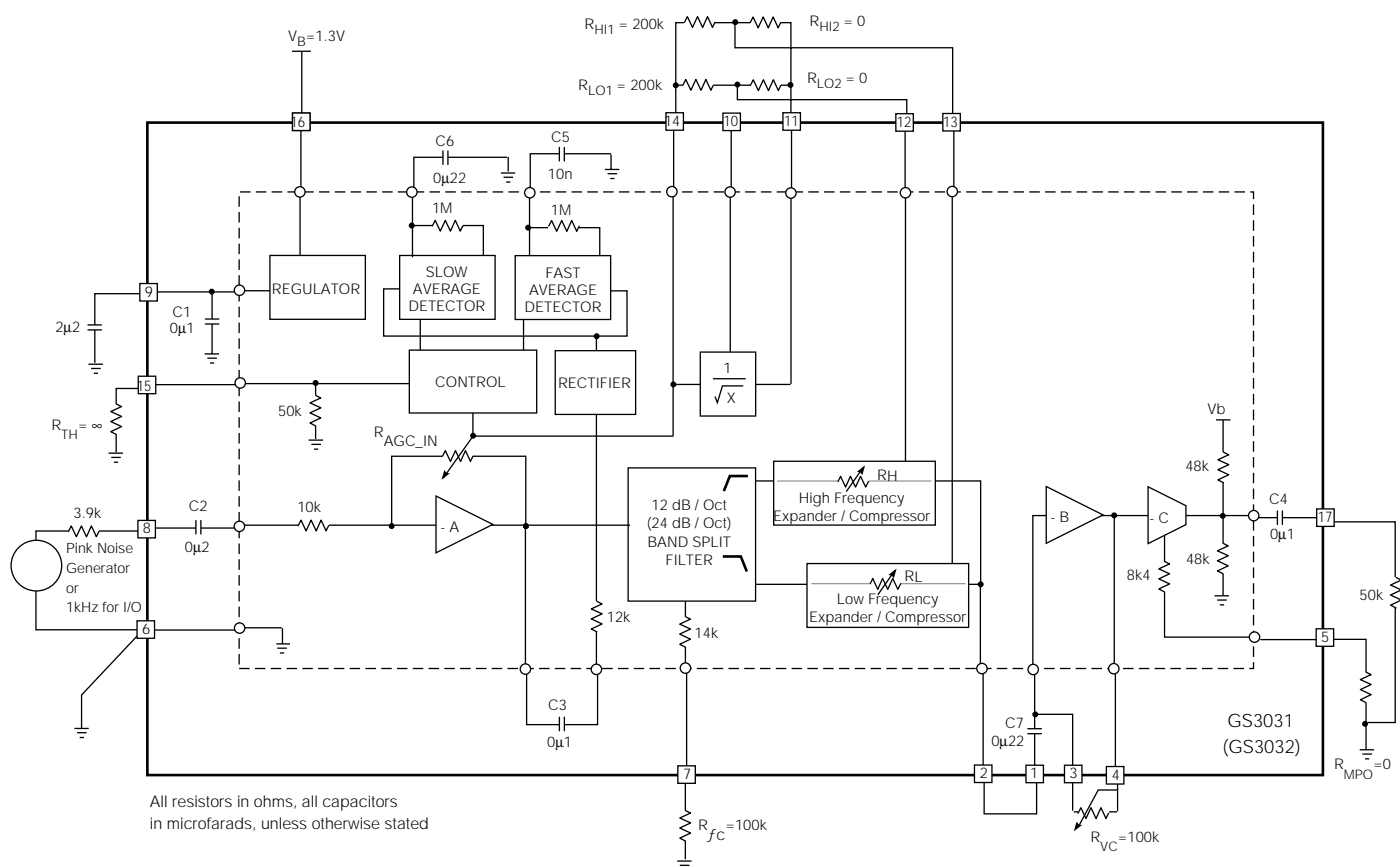 R_HI1 = 200k
R_HI2 = 0
V_B=1.3V
R_LO1 = 200k
R_LO2 = 0
16
14
10
11
12
13
C6
0µ22
C5
10n
1M
1M
REGULATOR
SLOW
AVERAGE
DETECTOR
FAST
AVERAGE
DETECTOR
9
C1
0µ1
2µ2
15
CONTROL
RECTIFIER
1
√X
50k
R_TH = ∞
R_AGC_IN
Vb
48k
3.9k
8
C2
0µ2
10k
- A
12 dB / Oct
(24 dB / Oct)
BAND SPLIT
FILTER
RH
High Frequency
Expander / Compressor
- B
- C
C4
0µ1
17
Pink Noise
Generator
or
1kHz for I/O
RL
Low Frequency
Expander / Compressor
8k4
48k
50k
6
12k
14k
5
C3
0µ1
C7
0µ22
GS3031
(GS3032)
R_MPO=0
7
2
1
3
4
All resistors in ohms, all capacitors
in microfarads, unless otherwise stated
R_ƒC=100k
R_VC=100k